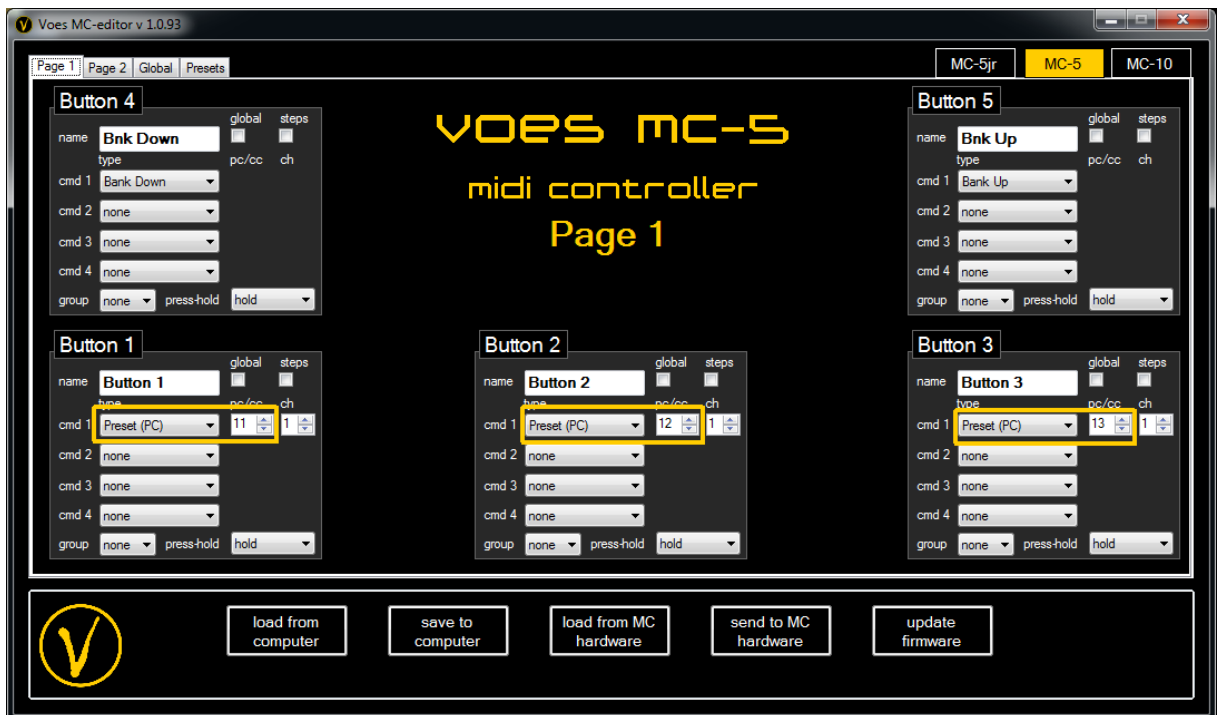 Voes MC-editor v 1.0.93
Page 1 Page 2 Global Presets
MC-5jr MC-5 MC-10
voes mc-5
midi controller
Page 1
Button 4
global steps
name Bnk Down
type pc/cc ch
cmd 1 Bank Down
cmd 2 none
cmd 3 none
cmd 4 none
group none press-hold hold
Button 5
global steps
name Bnk Up
type pc/cc ch
cmd 1 Bank Up
cmd 2 none
cmd 3 none
cmd 4 none
group none press-hold hold
Button 1
global steps
name Button 1
type pc/cc ch
cmd 1 Preset (PC) 11 1
cmd 2 none
cmd 3 none
cmd 4 none
group none press-hold hold
Button 2
global steps
name Button 2
type pc/cc ch
cmd 1 Preset (PC) 12 1
cmd 2 none
cmd 3 none
cmd 4 none
group none press-hold hold
Button 3
global steps
name Button 3
type pc/cc ch
cmd 1 Preset (PC) 13 1
cmd 2 none
cmd 3 none
cmd 4 none
group none press-hold hold
V
load from
computer
save to
computer
load from MC
hardware
send to MC
hardware
update
firmware